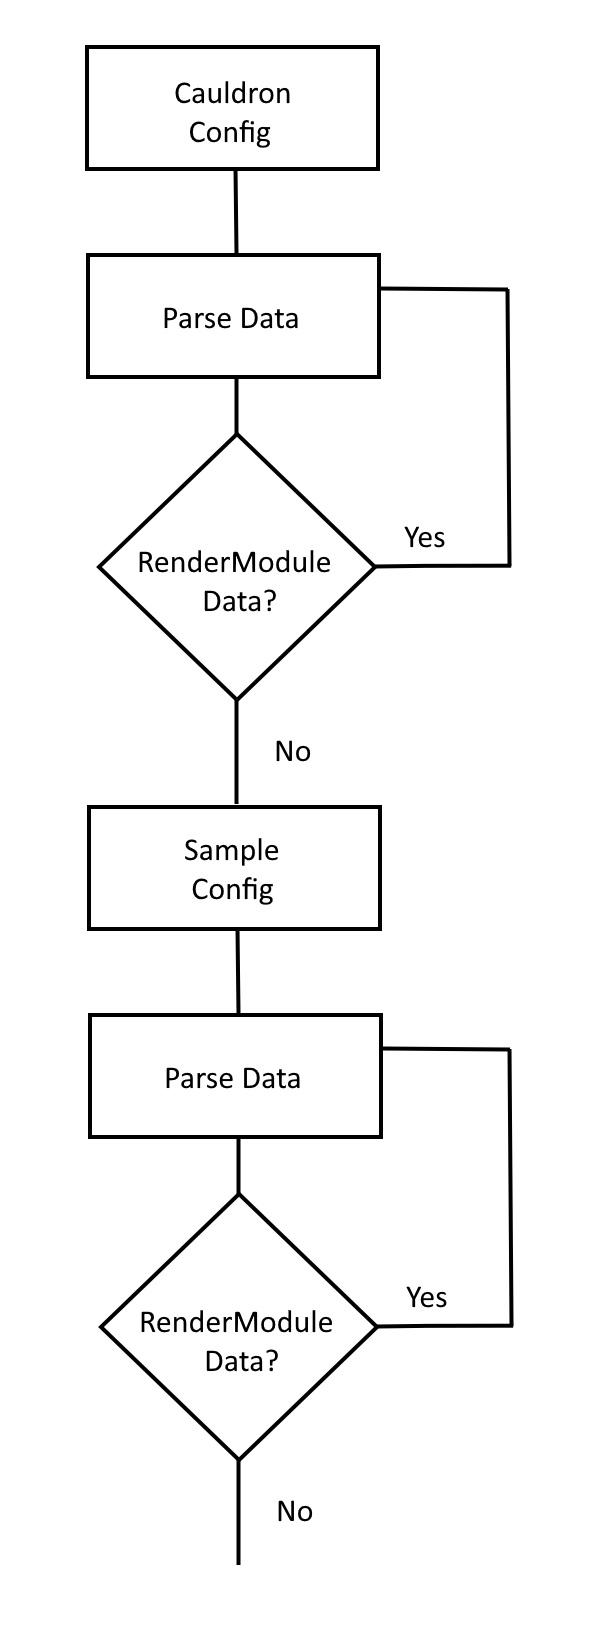 Cauldron
Config
Parse Data
Yes
RenderModule
Data?
No
Sample
Config
Parse Data
Yes
RenderModule
Data?
No